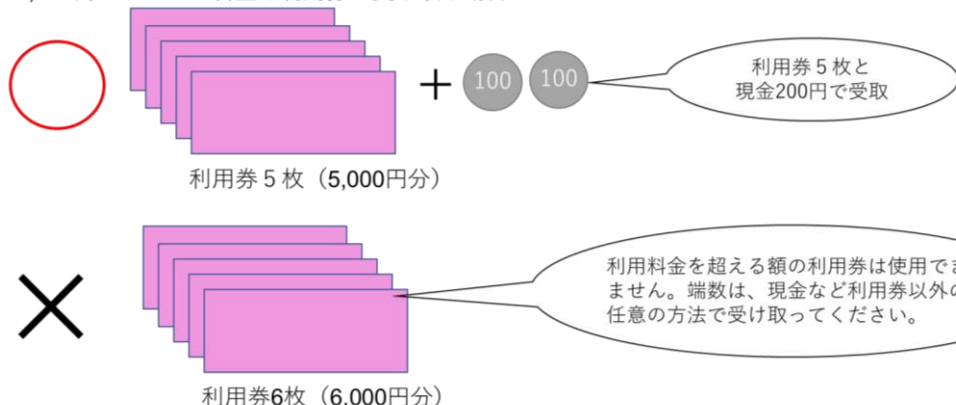 100
100
利用券５枚と
現金200円で受取
利用券５枚（5,000円分）
利用料金を超える額の利用券は使用でき
ません。端数は、現金など利用券以外の
任意の方法で受け取ってください。
利用券6枚（6,000円分）